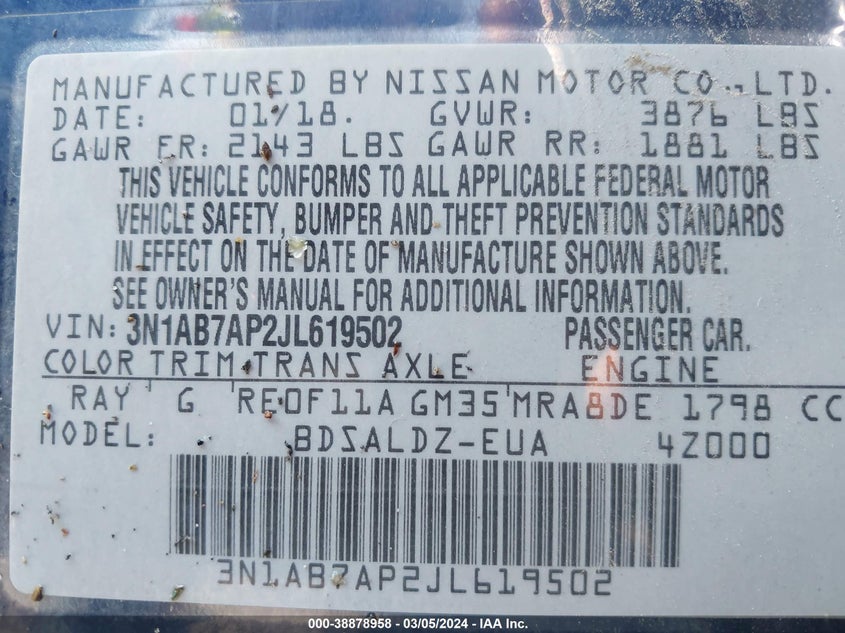 MANUFACTURED BY NISSAN MOTOR CO.,LTD.
DATE: 01/18. GVWR: 3876 LBS
GAWR FR: 2143 LBS GAWR RR: 1881 LBS
THIS VEHICLE CONFORMS TO ALL APPLICABLE FEDERAL MOTOR
VEHICLE SAFETY, BUMPER AND THEFT PREVENTION STANDARDS
IN EFFECT ON THE DATE OF MANUFACTURE SHOWN ABOVE.
SEE OWNER'S MANUAL FOR ADDITIONAL INFORMATION.
VIN: 3N1AB7AP2JL619502 PASSENGER CAR.
COLOR TRIM TRANS AXLE ENGINE
RAY G RE0F11A GM35 MRA8DE 1798 CC
MODEL: BDSALDZ-EUA 4Z000
3N1AB7AP2JL619502
000-38878958 - 03/05/2024 - IAA Inc.